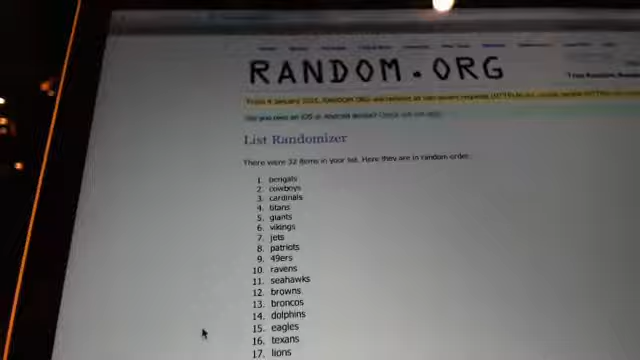 RANDOM.ORG
List Randomizer
There were 32 items in your list. Here they are in random order:
1. bengals
2. cowboys
3. cardinals
4. titans
5. giants
6. vikings
7. jets
8. patriots
9. 49ers
10. ravens
11. seahawks
12. browns
13. broncos
14. dolphins
15. eagles
16. texans
17. lions